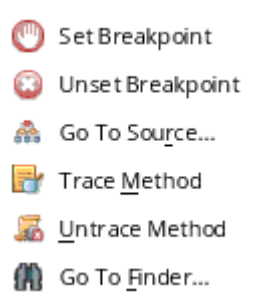 Set Breakpoint
Unset Breakpoint
Go To Source...
Trace Method
Untrace Method
Go To Finder...